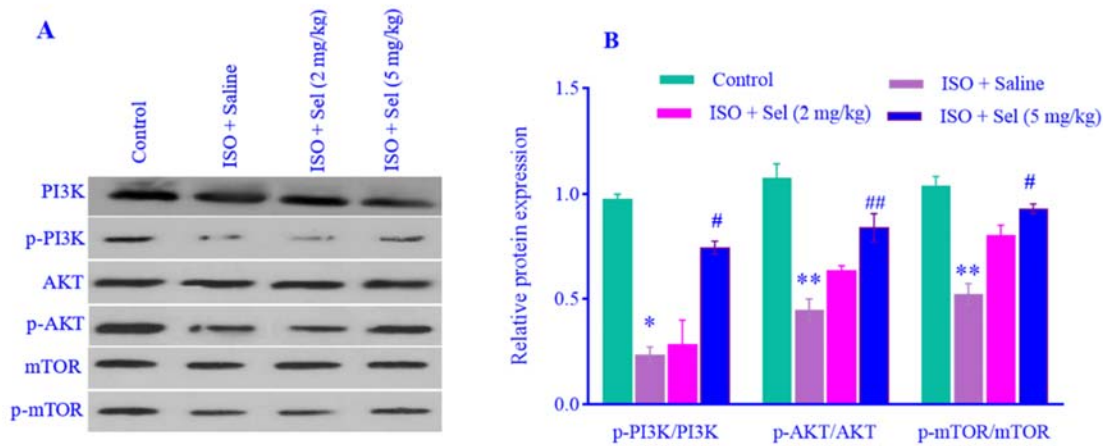 A
Control
ISO + Saline
ISO + Sel (2 mg/kg)
ISO + Sel (5 mg/kg)
PI3K
p-PI3K
AKT
p-AKT
mTOR
p-mTOR
B
Control
ISO + Saline
ISO + Sel (2 mg/kg)
ISO + Sel (5 mg/kg)
Relative protein expression
1.5
1.0
0.5
0.0
*
#
**
##
**
#
p-PI3K/PI3K
p-AKT/AKT
p-mTOR/mTOR